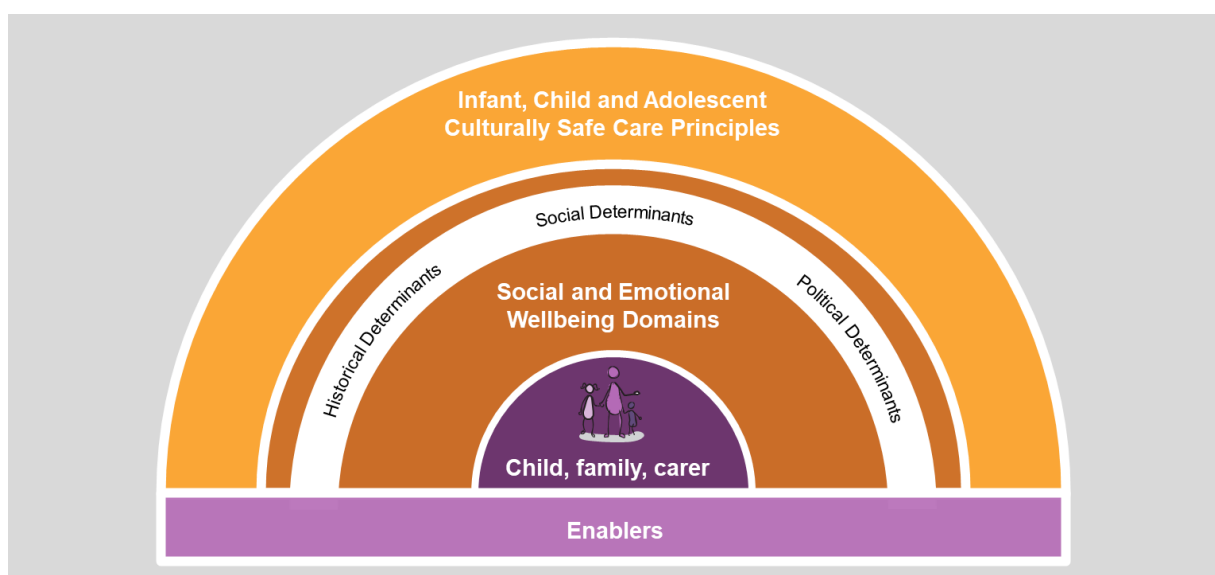 Infant, Child and Adolescent
Culturally Safe Care Principles
Social Determinants
Historical Determinants
Political Determinants
Social and Emotional
Wellbeing Domains
Child, family, carer
Enablers